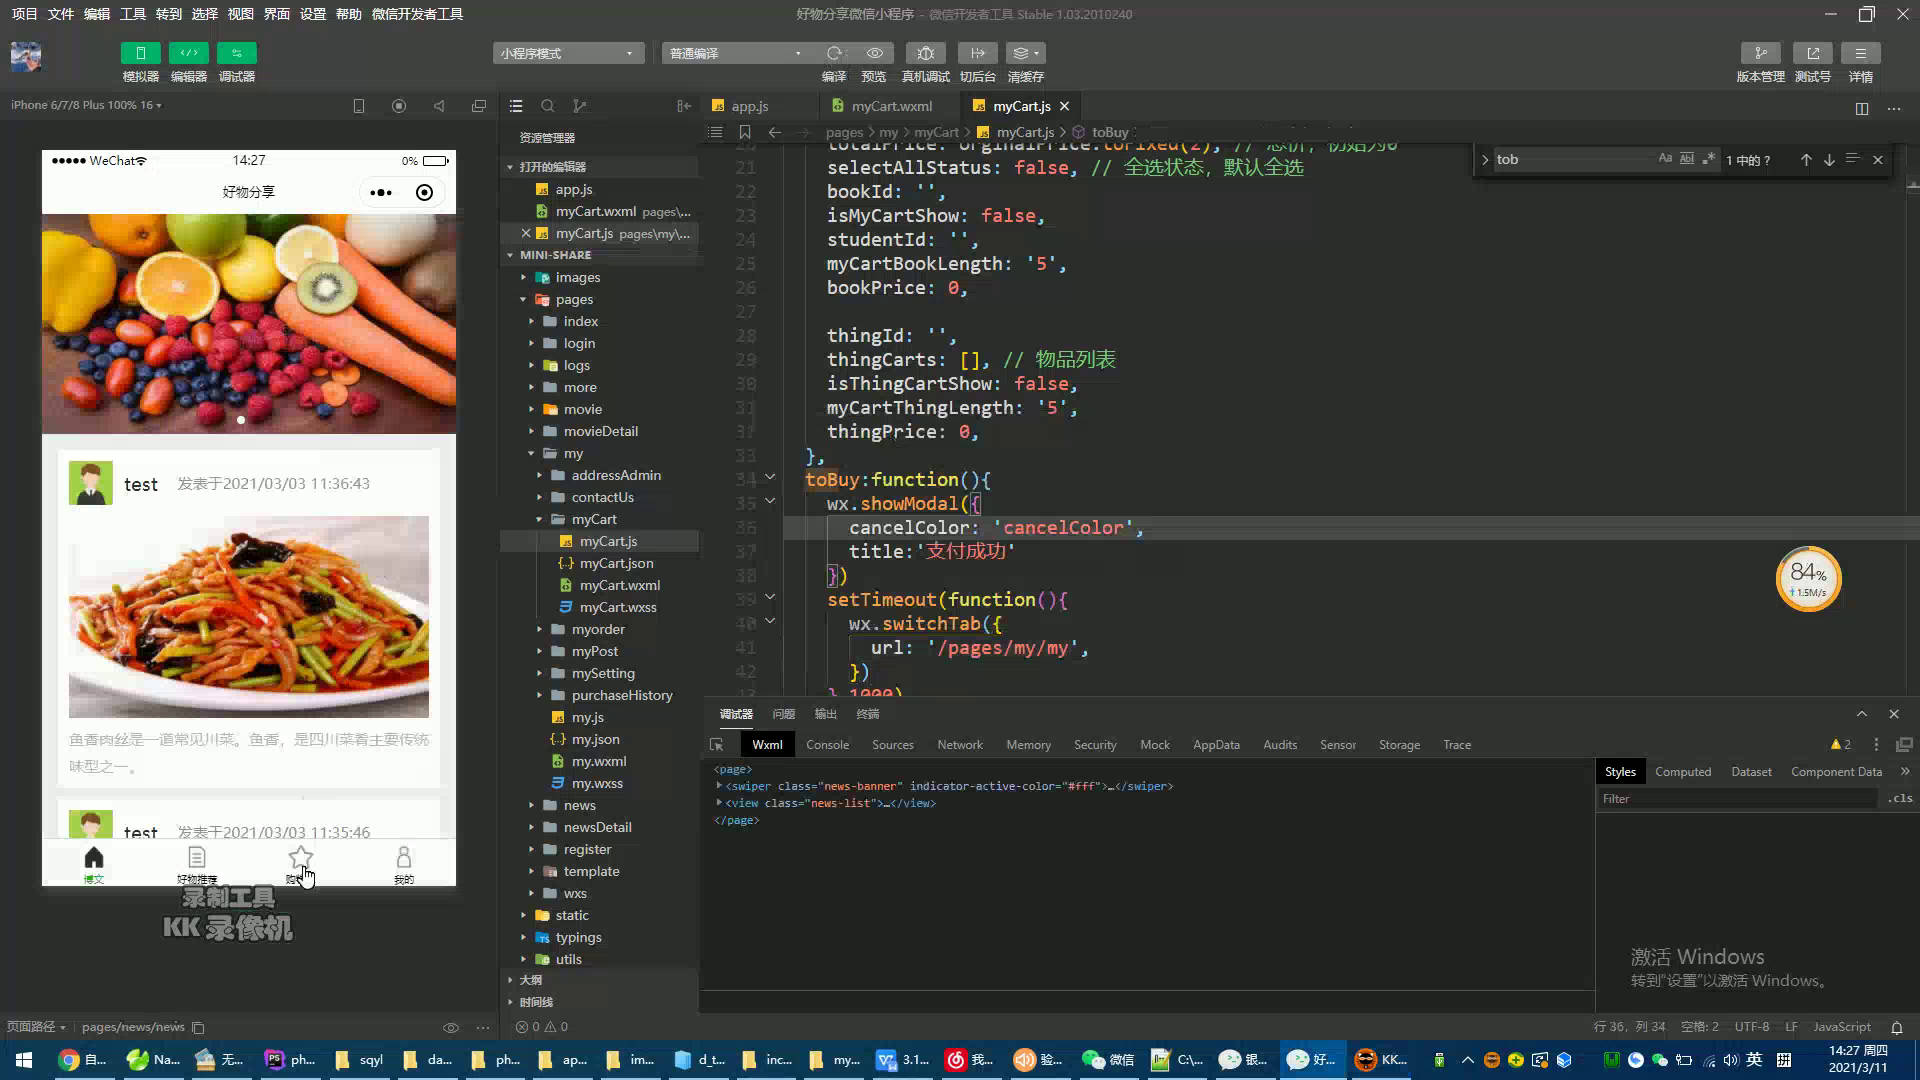 项目 文件 编辑 工具 转到 选择 视图 界面 设置 帮助 微信开发者工具
好物分享微信小程序 - 微信开发者工具 Stable 1.03.2010240
小程序模式
普通编译
模拟器 编辑器 调试器
编译 预览 真机调试 切后台 清缓存
版本管理 测试号 详情
iPhone 6/7/8 Plus 100% 16
WeChat 14:27 0%
好物分享
test 发表于2021/03/03 11:36:43
鱼香肉丝是一道常见川菜。鱼香，是四川菜肴主要传统
味型之一。
test 发表于2021/03/03 11:35:46
博文 好物推荐 我的
录制工具
KK 录像机
页面路径 pages/news/news
资源管理器
打开的编辑器
app.js
myCart.wxml pages\...
myCart.js pages\my\...
MINI-SHARE
images
pages
index
login
logs
more
movie
movieDetail
my
addressAdmin
contactUs
myCart
myCart.js
myCart.json
myCart.wxml
myCart.wxss
myorder
myPost
mySetting
purchaseHistory
my.js
my.json
my.wxml
my.wxss
news
newsDetail
register
template
wxs
static
typings
utils
大纲
时间线
0 0
app.js myCart.wxml myCart.js
pages > my > myCart > myCart.js > toBuy
tob Aa Abl .* 1 中的 ?
totalPrice: orginalPrice.toFixed(2), // 总价，初始为0
21 selectAllStatus: false, // 全选状态，默认全选
22 bookId: '',
23 isMyCartShow: false,
24 studentId: '',
25 myCartBookLength: '5',
26 bookPrice: 0,
27
28 thingId: '',
29 thingCarts: [], // 物品列表
30 isThingCartShow: false,
31 myCartThingLength: '5',
32 thingPrice: 0,
33 },
34 toBuy:function(){
35 wx.showModal({
36 cancelColor: 'cancelColor',
37 title:'支付成功'
38 })
39 setTimeout(function(){
40 wx.switchTab({
41 url: '/pages/my/my',
42 })
43 },1000)
84%
1.5M/s
调试器 问题 输出 终端
Wxml Console Sources Network Memory Security Mock AppData Audits Sensor Storage Trace 2
<page>
<swiper class="news-banner" indicator-active-color="#fff">…</swiper>
<view class="news-list">…</view>
</page>
Styles Computed Dataset Component Data »
Filter .cls
激活 Windows
转到"设置"以激活 Windows。
行 36，列 34 空格: 2 UTF-8 LF JavaScript
自... Na... 无... ph... sqyl da... ph... ap... im... d_t... inc... my... 3.1... 我... 验... 微信 C:\... 银... 好... KK... 英
14:27 周四
2021/3/11